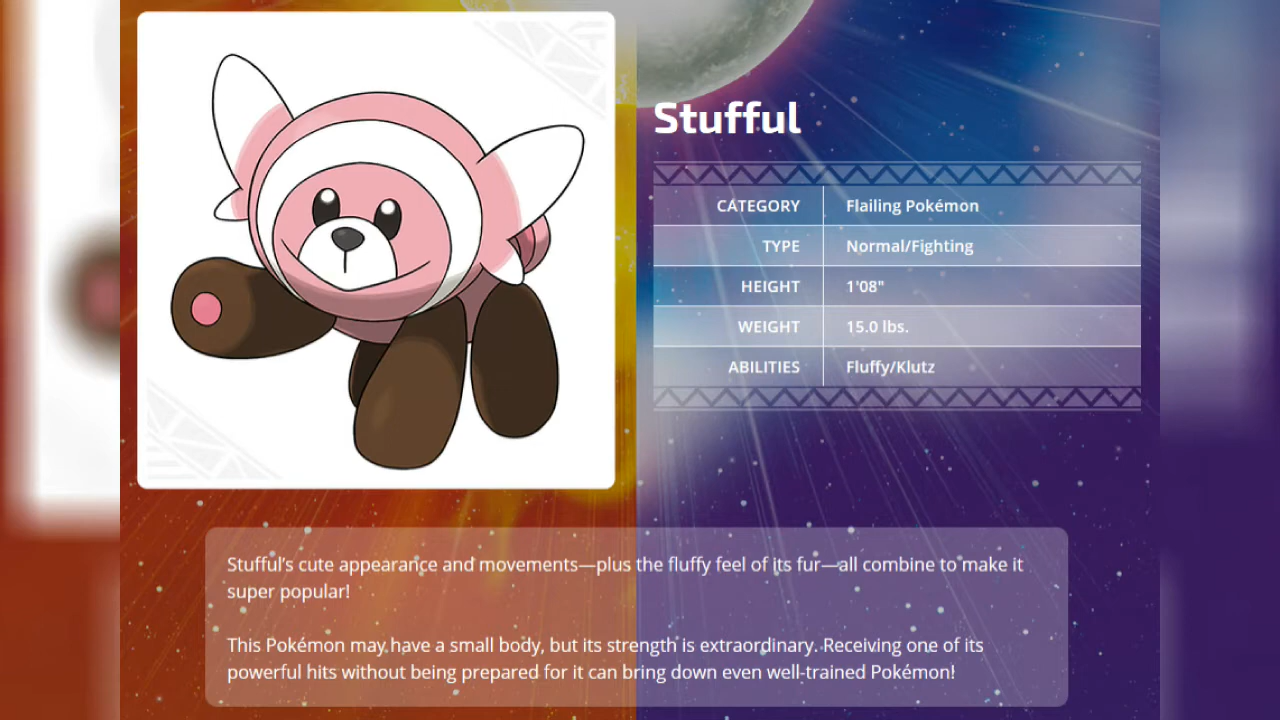 Stufful
CATEGORY Flailing Pokémon
TYPE Normal/Fighting
HEIGHT 1'08"
WEIGHT 15.0 lbs.
ABILITIES Fluffy/Klutz
Stufful's cute appearance and movements—plus the fluffy feel of its fur—all combine to make it
super popular!
This Pokémon may have a small body, but its strength is extraordinary. Receiving one of its
powerful hits without being prepared for it can bring down even well-trained Pokémon!